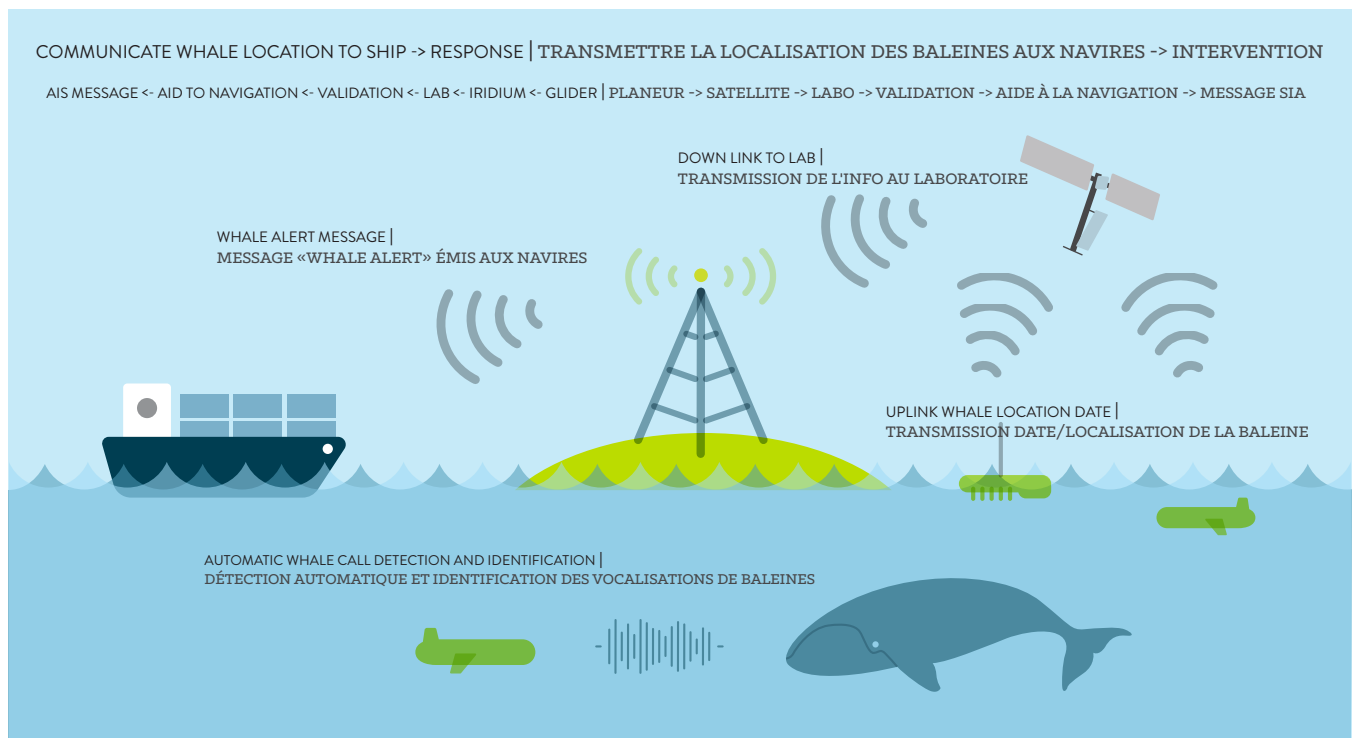 COMMUNICATE WHALE LOCATION TO SHIP -> RESPONSE | TRANSMETTRE LA LOCALISATION DES BALEINES AUX NAVIRES -> INTERVENTION
AIS MESSAGE <- AID TO NAVIGATION <- VALIDATION <- LAB <- IRIDIUM <- GLIDER | PLANEUR -> SATELLITE -> LABO -> VALIDATION -> AIDE À LA NAVIGATION -> MESSAGE SIA
DOWN LINK TO LAB |
TRANSMISSION DE L'INFO AU LABORATOIRE
WHALE ALERT MESSAGE |
MESSAGE «WHALE ALERT» ÉMIS AUX NAVIRES
UPLINK WHALE LOCATION DATE |
TRANSMISSION DATE/LOCALISATION DE LA BALEINE
AUTOMATIC WHALE CALL DETECTION AND IDENTIFICATION |
DÉTECTION AUTOMATIQUE ET IDENTIFICATION DES VOCALISATIONS DE BALEINES